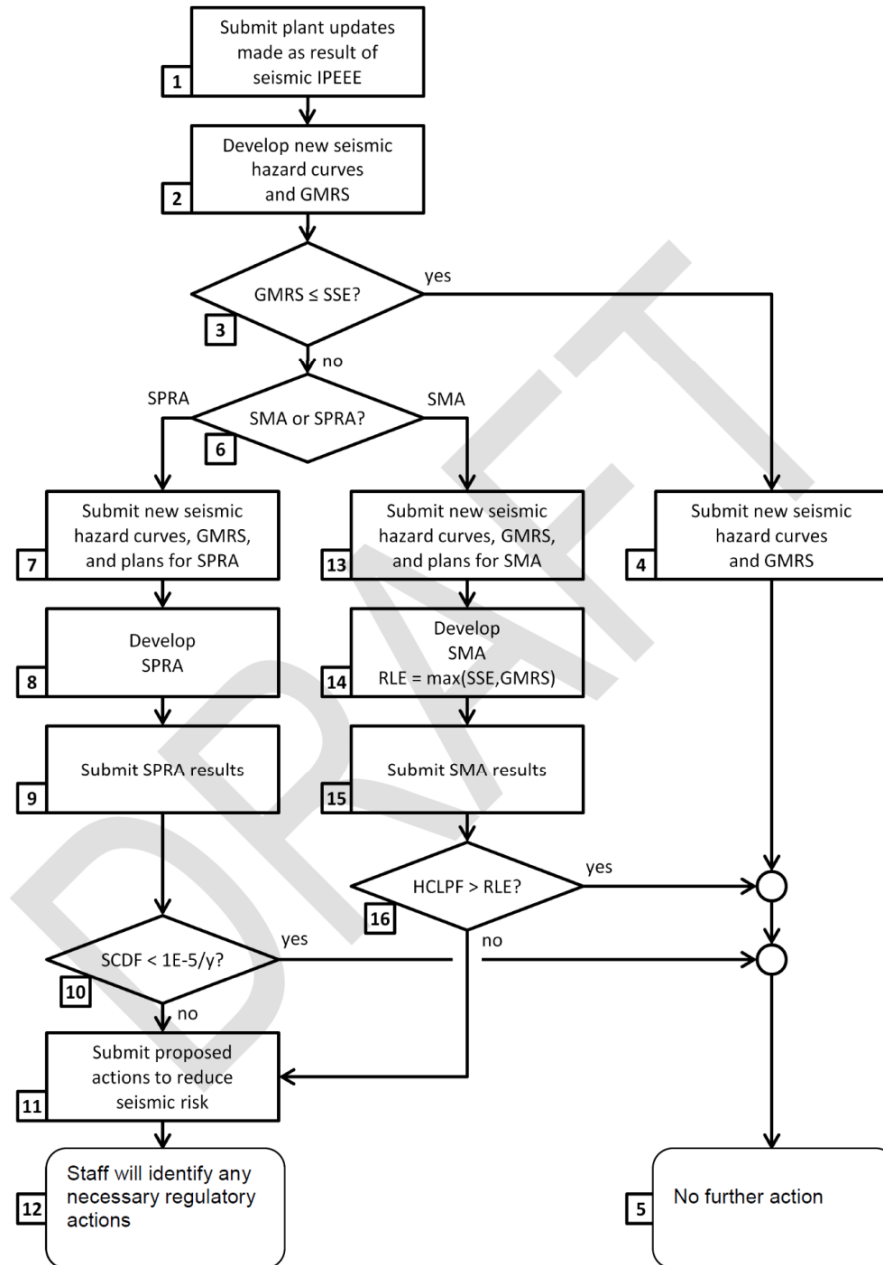 Submit plant updates
made as result of
seismic IPEEE
1
Develop new seismic
hazard curves
and GMRS
2
GMRS ≤ SSE?
yes
3
no
SPRA
SMA or SPRA?
SMA
6
Submit new seismic
hazard curves, GMRS,
and plans for SPRA
7
Submit new seismic
hazard curves, GMRS,
and plans for SMA
13
Submit new seismic
hazard curves
and GMRS
4
Develop
SPRA
8
Develop
SMA
RLE = max(SSE,GMRS)
14
Submit SPRA results
9
Submit SMA results
15
HCLPF > RLE?
yes
16
no
SCDF < 1E-5/y?
yes
10
no
Submit proposed
actions to reduce
seismic risk
11
Staff will identify any
necessary regulatory
actions
12
No further action
5
DRAFT